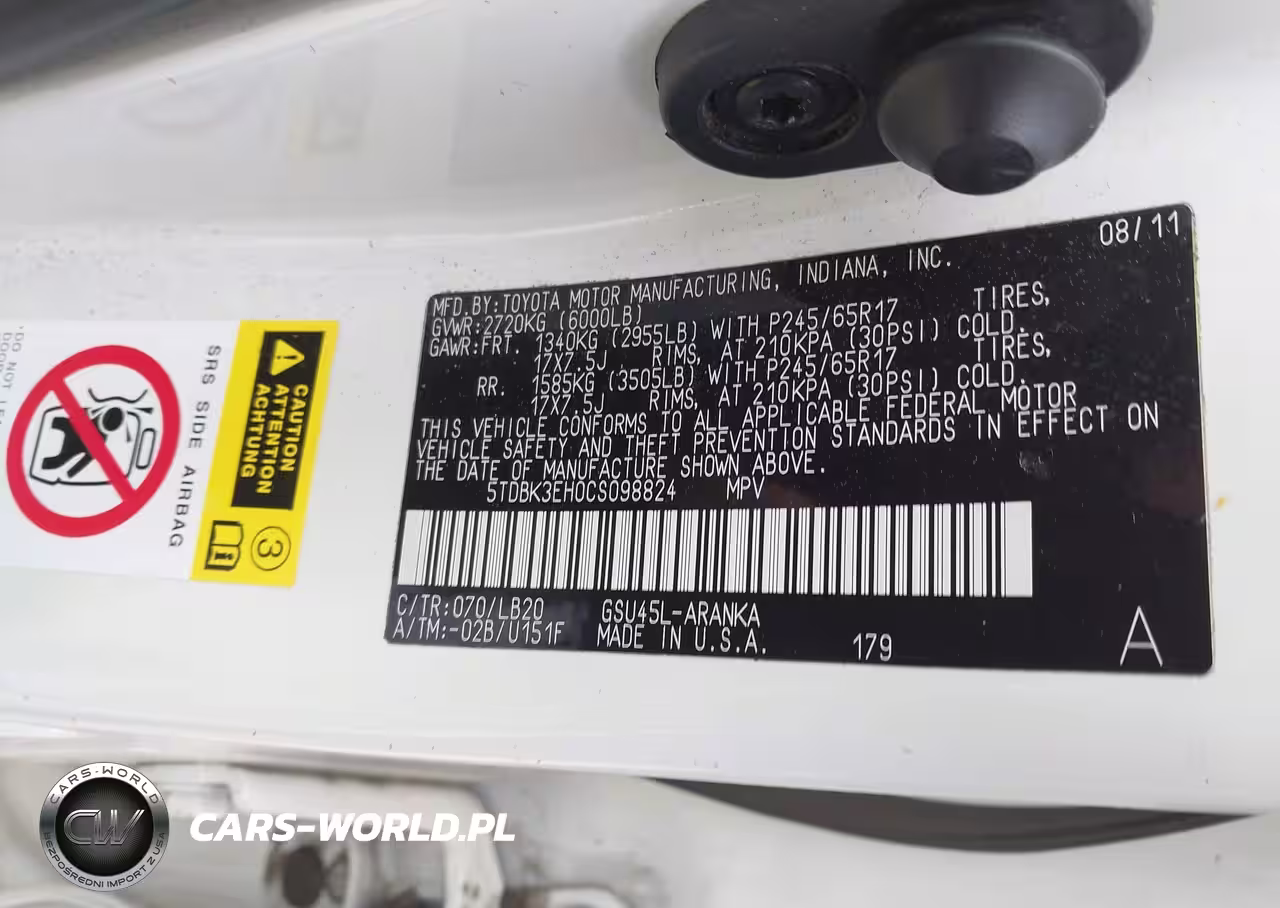 08/11
MFD.BY:TOYOTA MOTOR MANUFACTURING, INDIANA, INC.
GVWR:2720KG (6000LB)
GAWR:FRT. 1340KG (2955LB) WITH P245/65R17 TIRES,
17X7.5J RIMS, AT 210KPA (30PSI) COLD.
RR. 1585KG (3505LB) WITH P245/65R17 TIRES,
17X7.5J RIMS, AT 210KPA (30PSI) COLD.
THIS VEHICLE CONFORMS TO ALL APPLICABLE FEDERAL MOTOR
VEHICLE SAFETY AND THEFT PREVENTION STANDARDS IN EFFECT ON
THE DATE OF MANUFACTURE SHOWN ABOVE.
5TDBK3EH0CS098824 MPV
C/TR:070/LB20 GSU45L-ARANKA
A/TM:-02B/U151F MADE IN U.S.A. 179 A
CAUTION
ATTENTION
ACHTUNG
3
SRS SIDE AIRBAG
CARS-WORLD
CW
BEZPOŚREDNI IMPORT Z USA
CARS-WORLD.PL